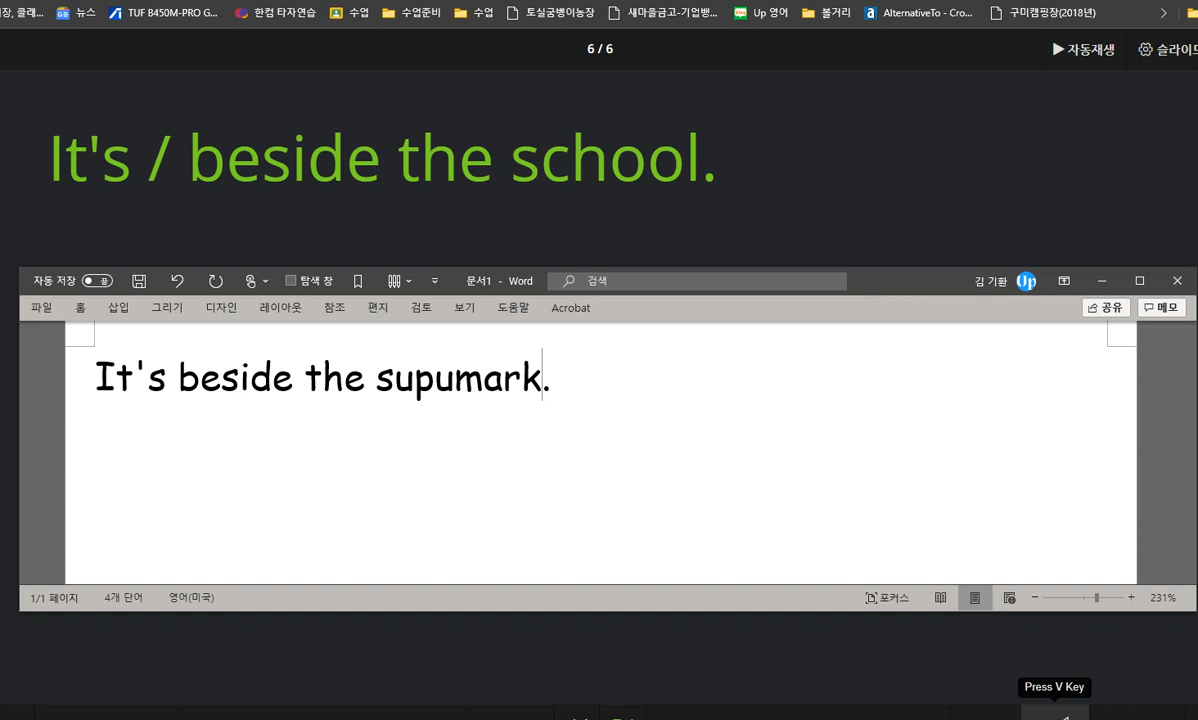 장, 클래... 뉴스 TUF B450M-PRO G... 한컴 타자연습 수업 수업준비 수업 토실굼벵이농장 새마을금고-기업뱅... Up 영어 볼거리 AlternativeTo - Cro... 구미캠핑장(2018년)
6 / 6 자동재생 슬라이드
It's / beside the school.
자동 저장 끔 탐색 창 문서1 - Word 검색 김 기환 Up
파일 홈 삽입 그리기 디자인 레이아웃 참조 편지 검토 보기 도움말 Acrobat 공유 메모
It's beside the supumark.
1/1 페이지 4개 단어 영어(미국) 포커스 231%
Press V Key